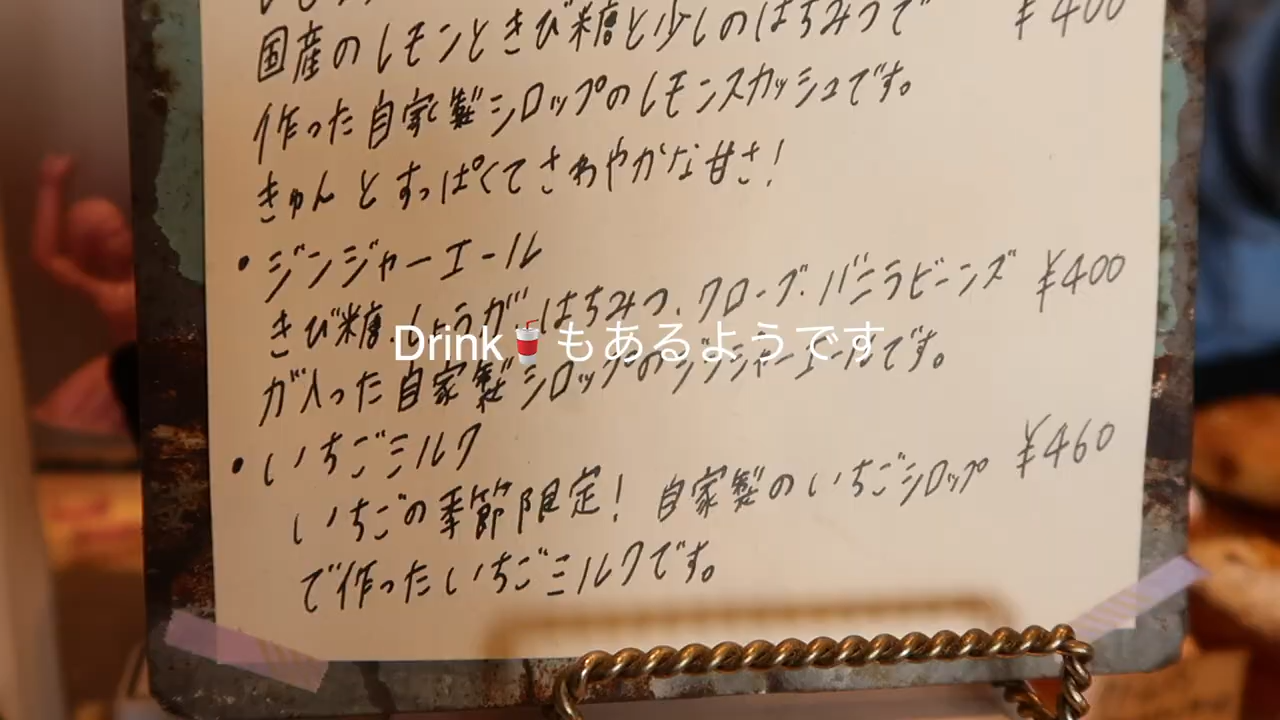 国産のレモンときび糖と少しのはちみつで ¥400
作った自家製シロップのレモンスカッシュです。
きゅんとすっぱくてさわやかな甘さ!
・ジンジャーエール
きび糖、しょうが、はちみつ、クローブ、バニラビーンズ ¥400
Drink🥤もあるようです
が入った自家製シロップのジンジャーエールです。
・いちごミルク
いちごの季節限定! 自家製のいちごシロップ ¥460
で作ったいちごミルクです。